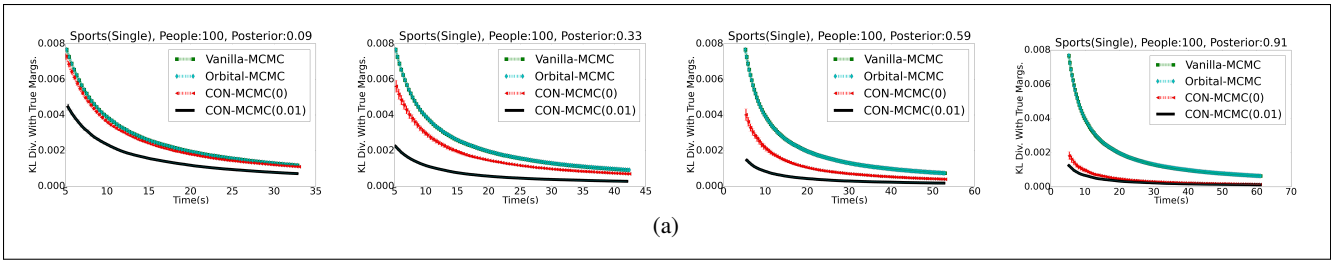 Sports(Single), People:100, Posterior:0.09
KL Div. With True Margs.
0.008
0.006
0.004
0.002
0.000
Vanilla-MCMC
Orbital-MCMC
CON-MCMC(0)
CON-MCMC(0.01)
5 10 15 20 25 30 35
Time(s)
Sports(Single), People:100, Posterior:0.33
KL Div. With True Margs.
0.008
0.006
0.004
0.002
0.000
Vanilla-MCMC
Orbital-MCMC
CON-MCMC(0)
CON-MCMC(0.01)
5 10 15 20 25 30 35 40 45
Time(s)
Sports(Single), People:100, Posterior:0.59
KL Div. With True Margs.
0.008
0.006
0.004
0.002
0.000
Vanilla-MCMC
Orbital-MCMC
CON-MCMC(0)
CON-MCMC(0.01)
0 10 20 30 40 50 60
Time(s)
Sports(Single), People:100, Posterior:0.91
KL Div. With True Margs.
0.008
0.006
0.004
0.002
0.000
Vanilla-MCMC
Orbital-MCMC
CON-MCMC(0)
CON-MCMC(0.01)
0 10 20 30 40 50 60 70
Time(s)
(a)